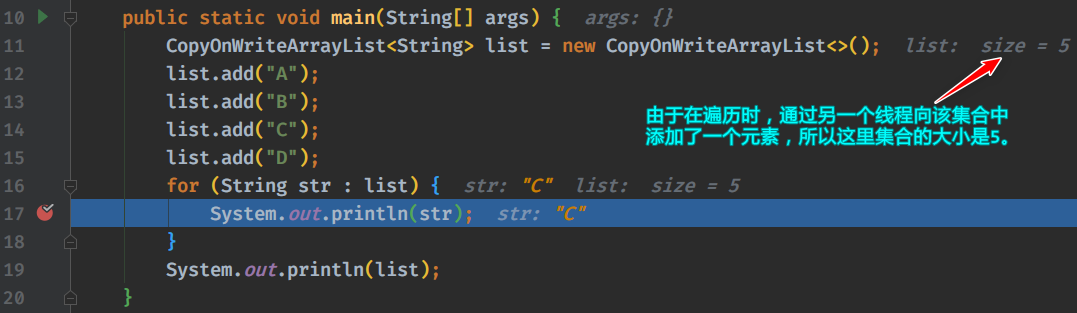 10 public static void main(String[] args) { args: {}
11 CopyOnWriteArrayList<String> list = new CopyOnWriteArrayList<>(); list: size = 5
12 list.add("A");
由于在遍历时，通过另一个线程向该集合中
13 list.add("B");
添加了一个元素，所以这里集合的大小是5。
14 list.add("C");
15 list.add("D");
16 for (String str : list) { str: "C" list: size = 5
17 System.out.println(str); str: "C"
18 }
19 System.out.println(list);
20 }